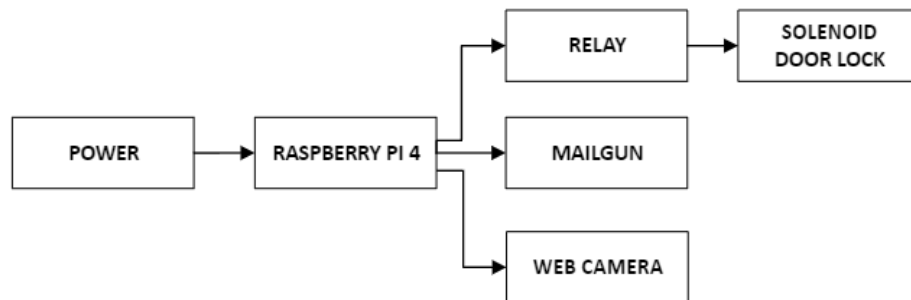 RELAY
SOLENOID
DOOR LOCK
POWER
RASPBERRY PI 4
MAILGUN
WEB CAMERA